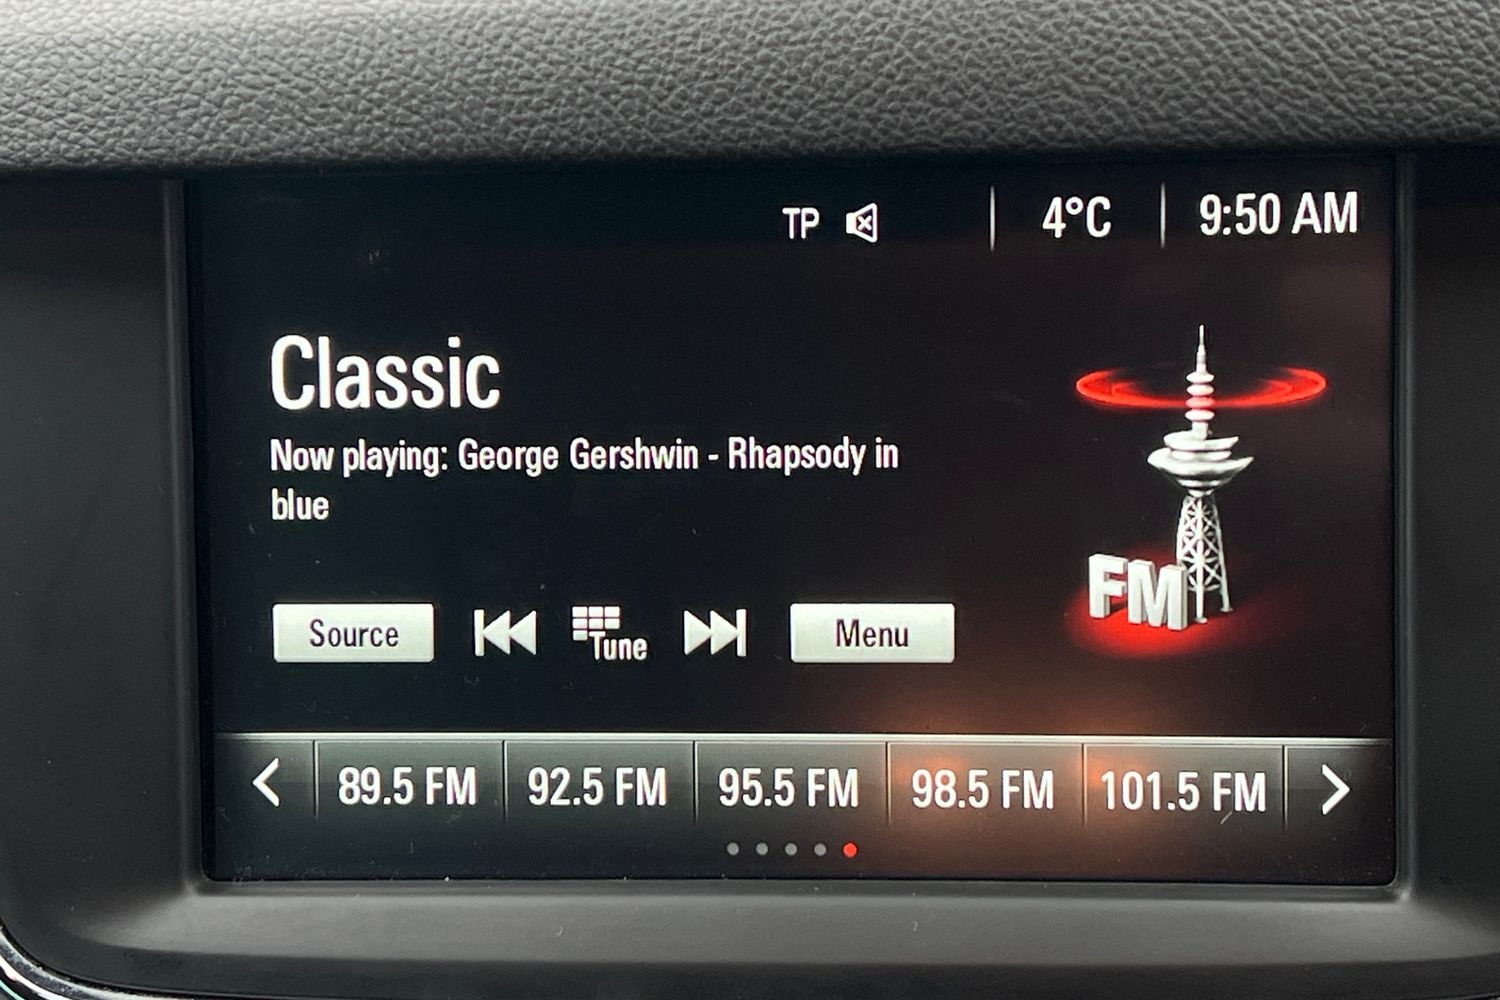 TP 4°C 9:50 AM
Classic
Now playing: George Gershwin - Rhapsody in
blue
FM
Source Tune Menu
89.5 FM 92.5 FM 95.5 FM 98.5 FM 101.5 FM